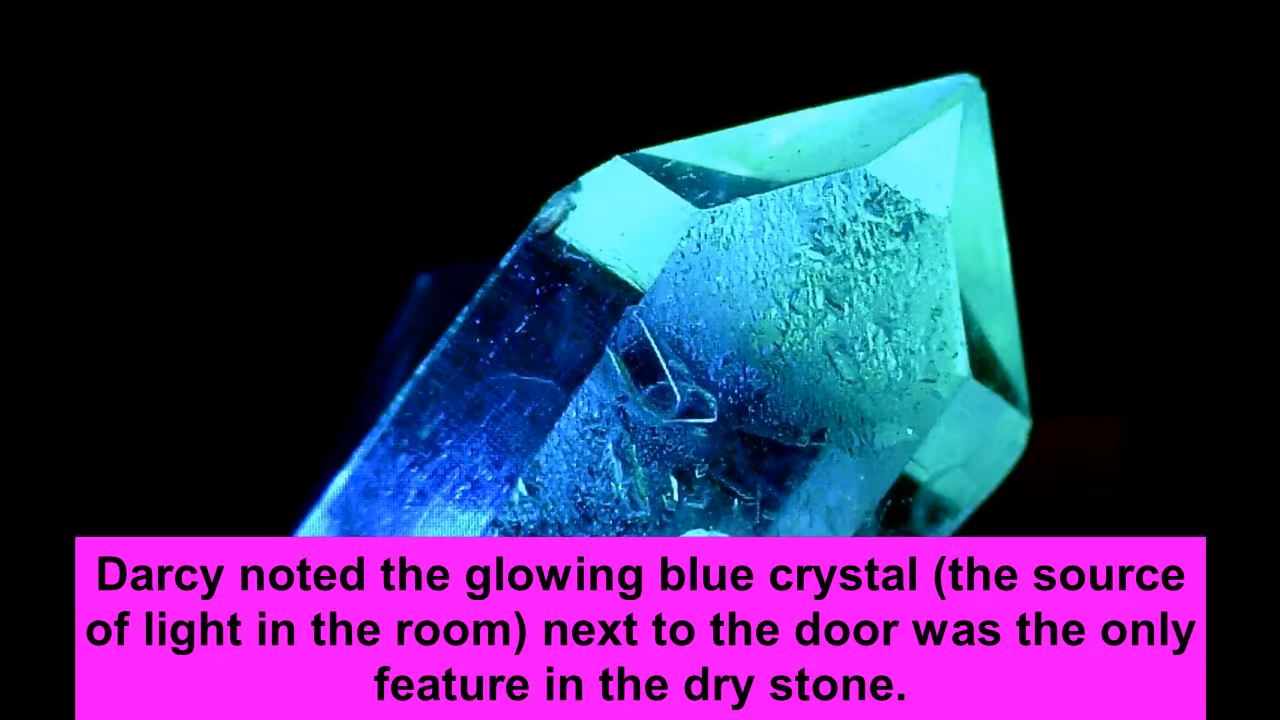 Darcy noted the glowing blue crystal (the source
of light in the room) next to the door was the only
feature in the dry stone.